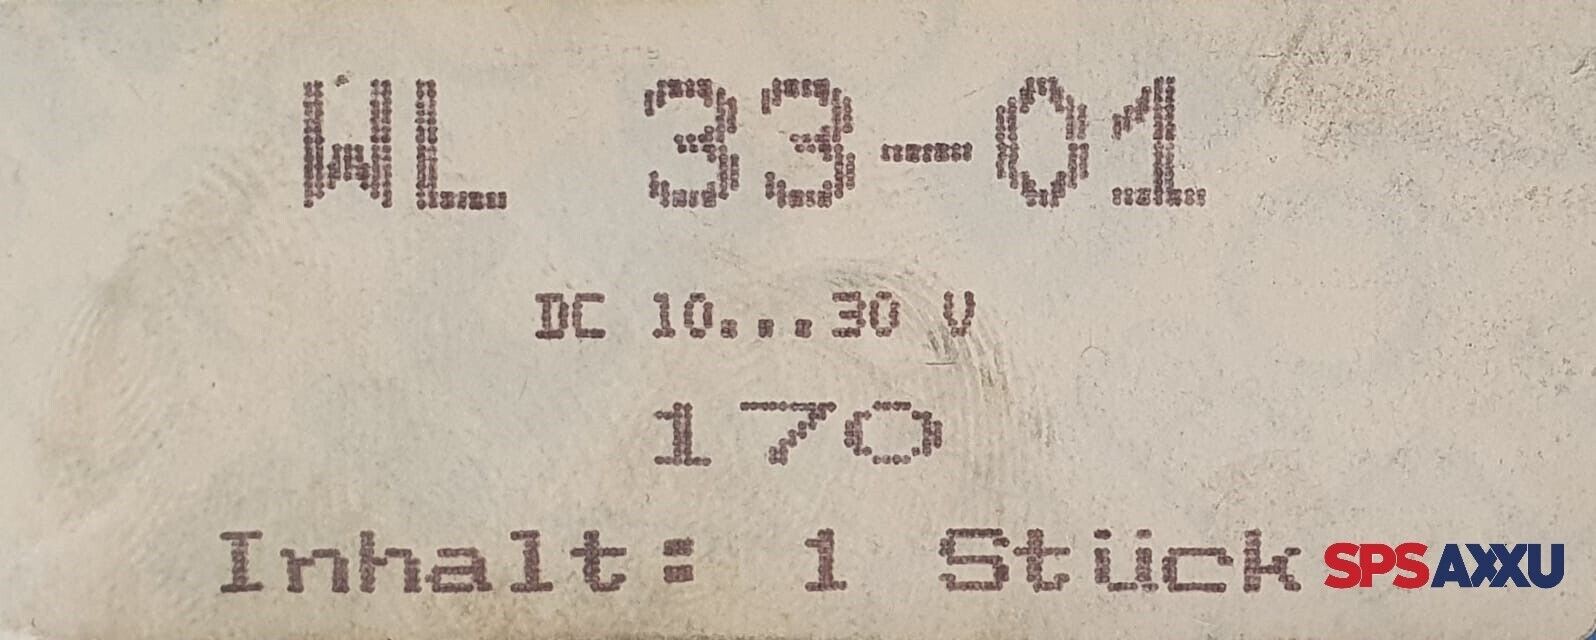 WL 33-01
DC 10...30 V
170
Inhalt: 1 Stück
SPSAXXU